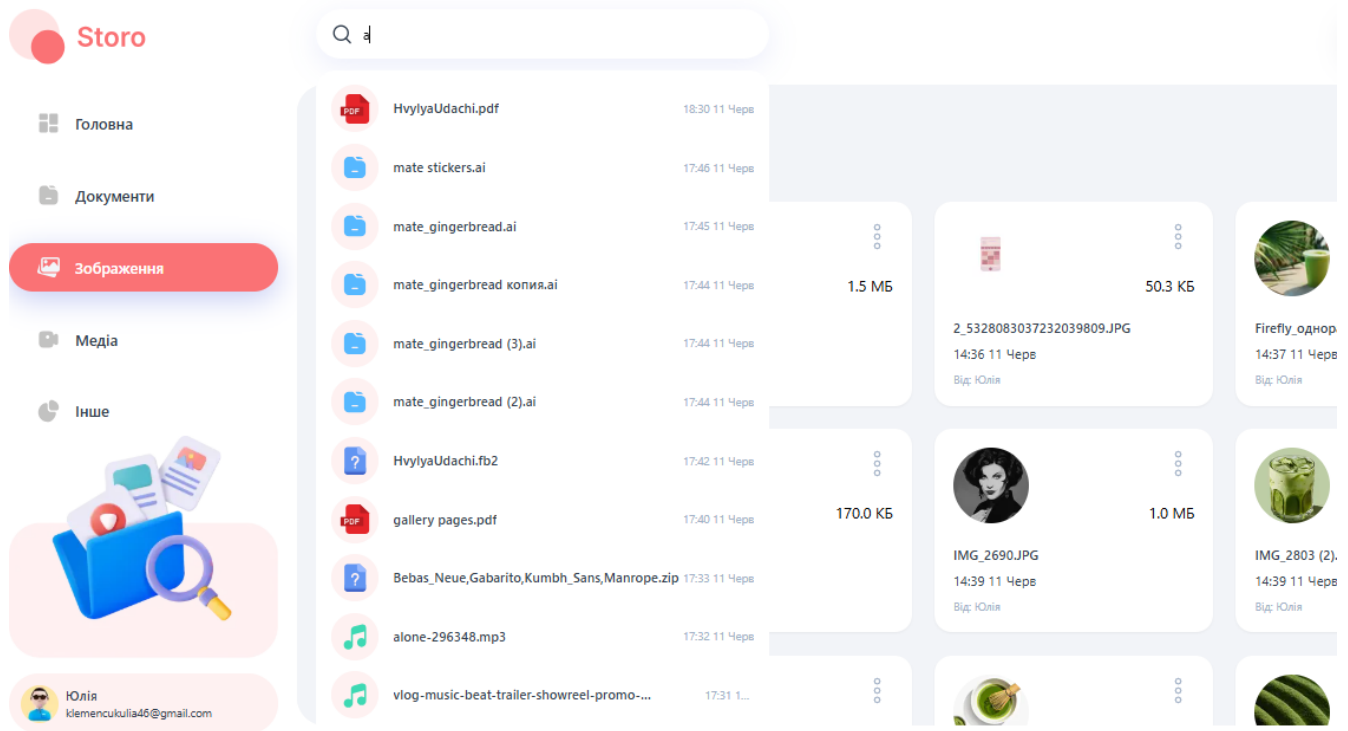 Storo
a
Головна
Документи
Зображення
Медіа
Інше
Юлія
klemencukulia46@gmail.com
HvylyaUdachi.pdf 18:30 11 Черв
mate stickers.ai 17:46 11 Черв
mate_gingerbread.ai 17:45 11 Черв
mate_gingerbread копия.ai 17:44 11 Черв
mate_gingerbread (3).ai 17:44 11 Черв
mate_gingerbread (2).ai 17:44 11 Черв
HvylyaUdachi.fb2 17:42 11 Черв
gallery pages.pdf 17:40 11 Черв
Bebas_Neue,Gabarito,Kumbh_Sans,Manrope.zip 17:33 11 Черв
alone-296348.mp3 17:32 11 Черв
vlog-music-beat-trailer-showreel-promo-... 17:31 1...
PDF
PDF
1.5 МБ
50.3 КБ
2_5328083037232039809.JPG
14:36 11 Черв
Від: Юлія
Firefly_однор
14:37 11 Черв
Від: Юлія
170.0 КБ
1.0 МБ
IMG_2690.JPG
14:39 11 Черв
Від: Юлія
IMG_2803 (2).
14:39 11 Черв
Від: Юлія